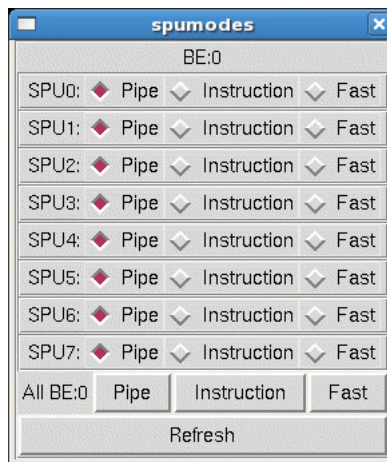 spumodes
BE:0
SPU0: Pipe Instruction Fast
SPU1: Pipe Instruction Fast
SPU2: Pipe Instruction Fast
SPU3: Pipe Instruction Fast
SPU4: Pipe Instruction Fast
SPU5: Pipe Instruction Fast
SPU6: Pipe Instruction Fast
SPU7: Pipe Instruction Fast
All BE:0 Pipe Instruction Fast
Refresh